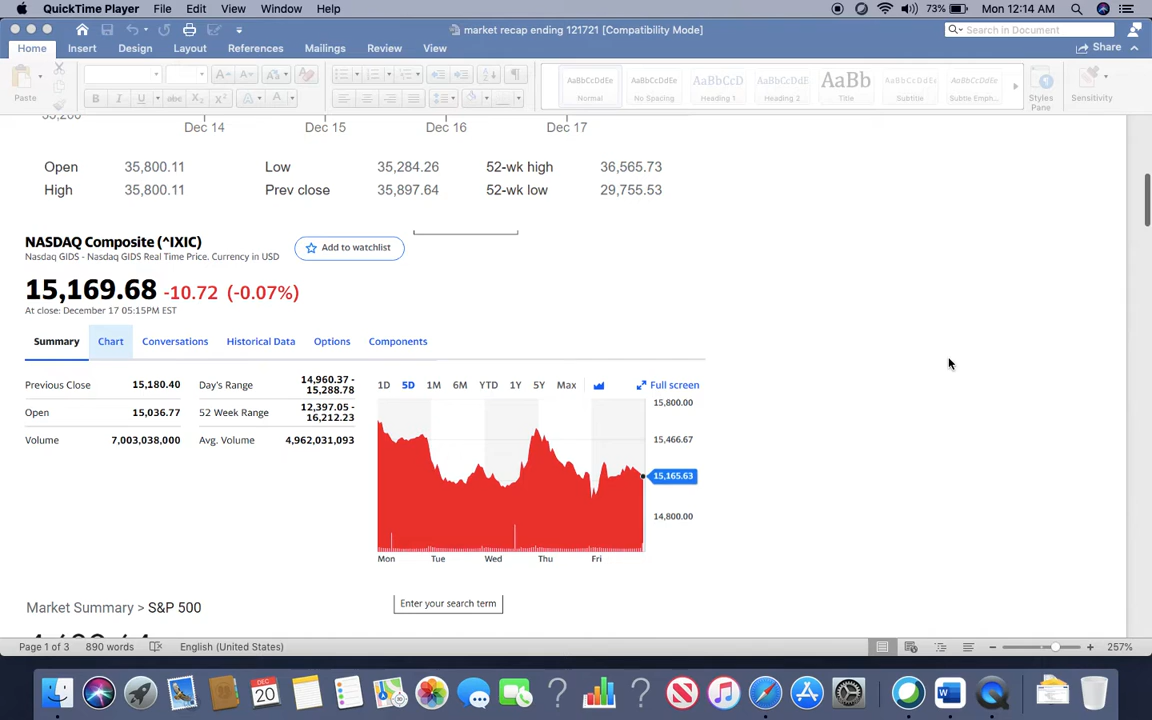 QuickTime Player File Edit View Window Help 73% Mon 12:14 AM
market recap ending 121721 [Compatibility Mode]
Search in Document
Home Insert Design Layout References Mailings Review View Share
Paste
AaBbCcDdEe AaBbCcDdEe AaBbCcD AaBbCcDdE AaBb AaBbCcDdE AaBbCcDdEe
Normal No Spacing Heading 1 Heading 2 Title Subtitle Subtle Emph... Styles Pane Sensitivity
Dec 14 Dec 15 Dec 16 Dec 17
Open 35,800.11 Low 35,284.26 52-wk high 36,565.73
High 35,800.11 Prev close 35,897.64 52-wk low 29,755.53
NASDAQ Composite (^IXIC) Add to watchlist
Nasdaq GIDS - Nasdaq GIDS Real Time Price. Currency in USD
15,169.68 -10.72 (-0.07%)
At close: December 17 05:15PM EST
Summary Chart Conversations Historical Data Options Components
Previous Close 15,180.40 Day's Range 14,960.37 - 15,288.78
Open 15,036.77 52 Week Range 12,397.05 - 16,212.23
Volume 7,003,038,000 Avg. Volume 4,962,031,093
1D 5D 1M 6M YTD 1Y 5Y Max Full screen
15,800.00
15,466.67
15,165.63
14,800.00
Mon Tue Wed Thu Fri
Enter your search term
Market Summary > S&P 500
Page 1 of 3 890 words English (United States) 257%
DEC
20